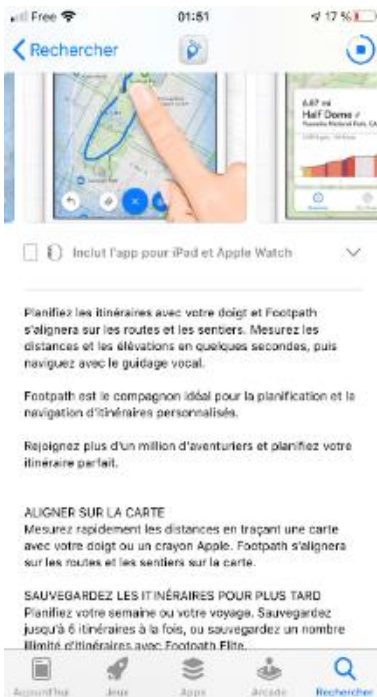 Free 01:51 17 %
Rechercher
6.87 mi
Half Dome
Inclut l'app pour iPad et Apple Watch
Planifiez les itinéraires avec votre doigt et Footpath
s'alignera sur les routes et les sentiers. Mesurez les
distances et les élévations en quelques secondes, puis
naviguez avec le guidage vocal.
Footpath est le compagnon idéal pour la planification et la
navigation d'itinéraires personnalisés.
Rejoignez plus d'un million d'aventuriers et planifiez votre
itinéraire parfait.
ALIGNER SUR LA CARTE
Mesurez rapidement les distances en traçant une carte
avec votre doigt ou un crayon Apple. Footpath s'alignera
sur les routes et les sentiers sur la carte.
SAUVEGARDEZ LES ITINÉRAIRES POUR PLUS TARD
Planifiez votre semaine ou votre voyage. Sauvegardez
jusqu'à 6 itinéraires à la fois, ou sauvegardez un nombre
illimité d'itinéraires avec Footpath Elite.
Aujourd'hui Jeux Apps Arcade Rechercher